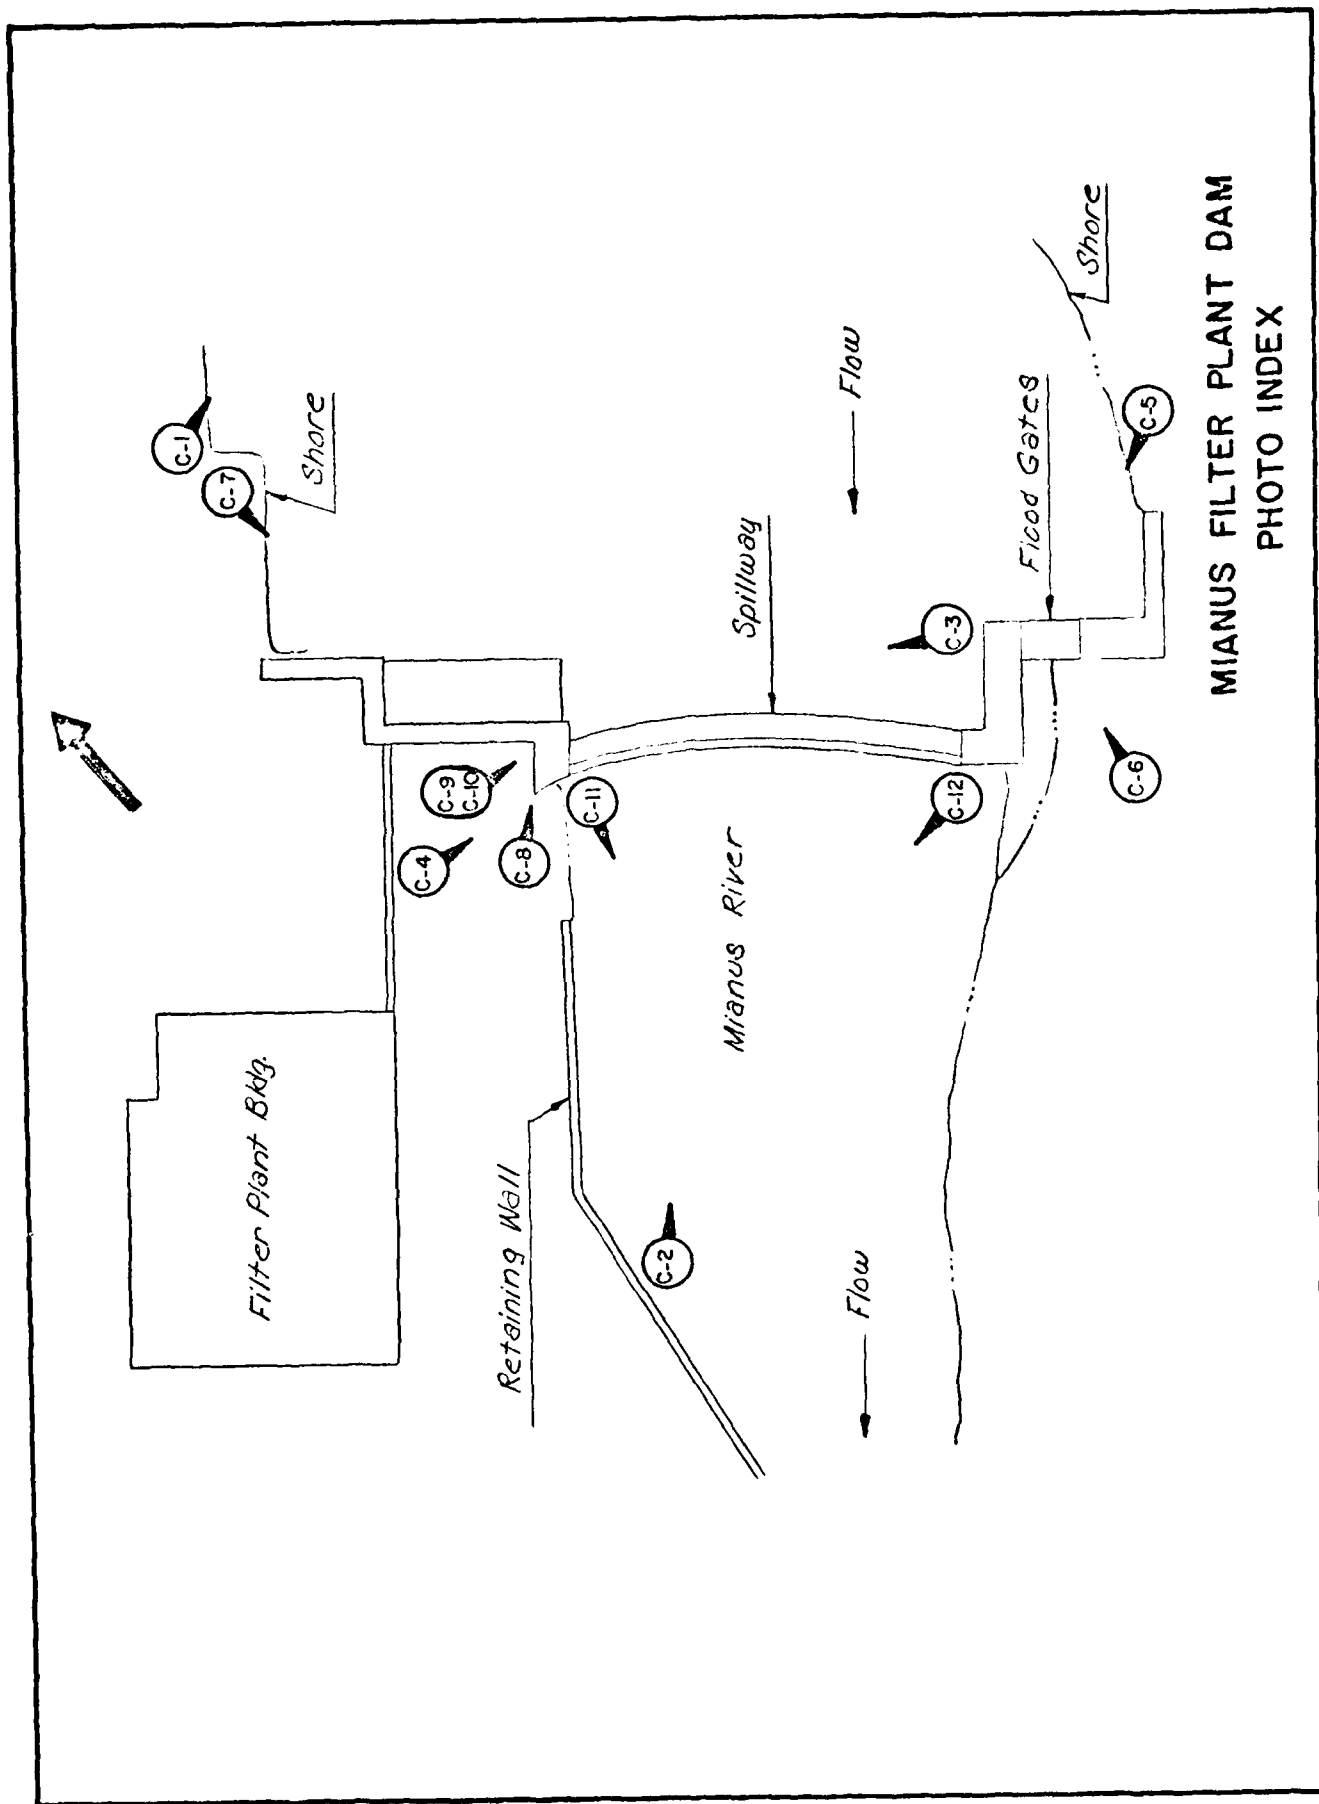 MIANUS FILTER PLANT DAM
PHOTO INDEX
Filter Plant Bldg.
Retaining Wall
Mianus River
Spillway
Flow
Flow
Shore
Shore
Ficod Gates
C-1
C-7
C-9
C-10
C-4
C-8
C-11
C-2
C-3
C-12
C-6
C-5